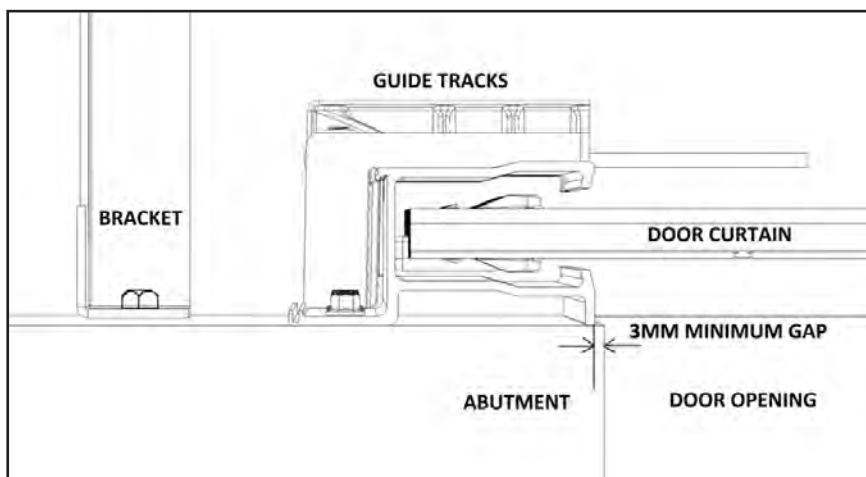 GUIDE TRACKS
BRACKET
DOOR CURTAIN
3MM MINIMUM GAP
ABUTMENT
DOOR OPENING